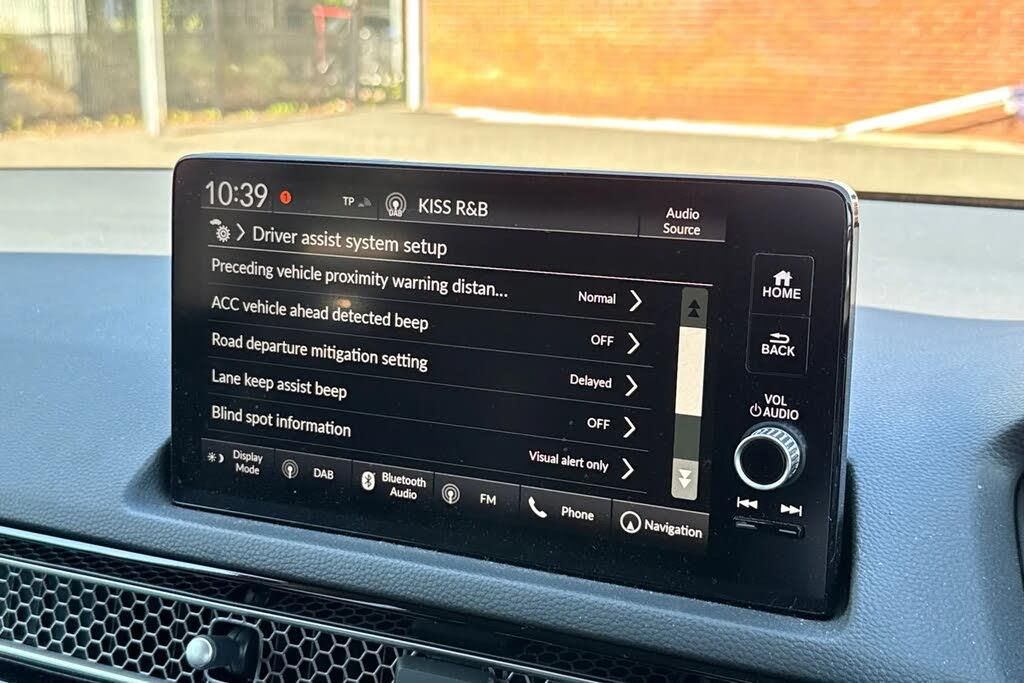 10:39
1
TP
DAB
KISS R&B
Audio
Source
Driver assist system setup
Preceding vehicle proximity warning distan...
Normal
ACC vehicle ahead detected beep
OFF
Road departure mitigation setting
Delayed
Lane keep assist beep
OFF
Blind spot information
Visual alert only
Display
Mode
DAB
Bluetooth
Audio
FM
Phone
Navigation
HOME
BACK
VOL
AUDIO